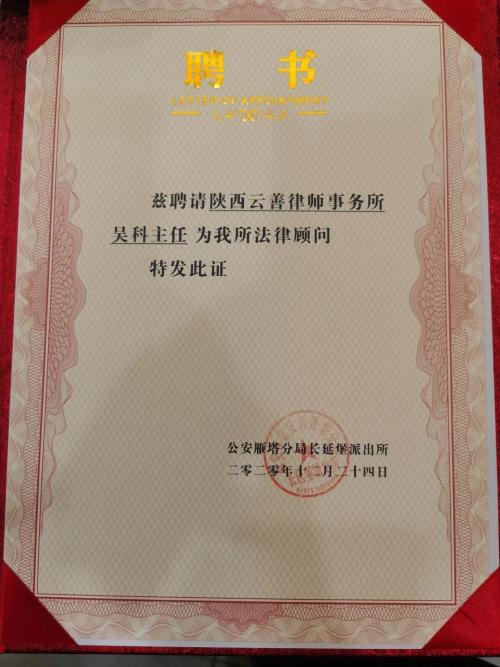 聘书
LETTER OF APPOINTMENT
兹聘请陕西云善律师事务所
吴科主任 为我所法律顾问
特发此证
公安雁塔分局长延堡派出所
二零二零年十二月二十四日